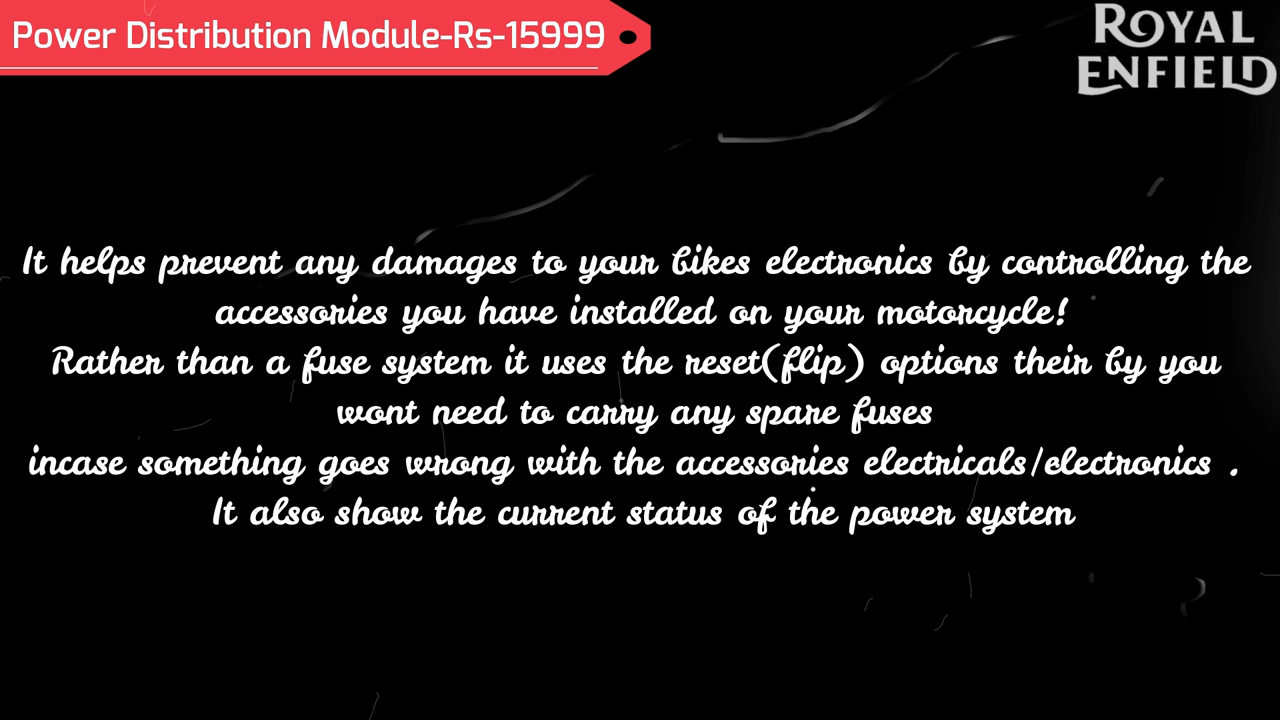 Power Distribution Module-Rs-15999
ROYAL
ENFIELD
It helps prevent any damages to your bikes electronics by controlling the
accessories you have installed on your motorcycle!
Rather than a fuse system it uses the reset(flip) options their by you
wont need to carry any spare fuses
incase something goes wrong with the accessories electricals/electronics .
It also show the current status of the power system